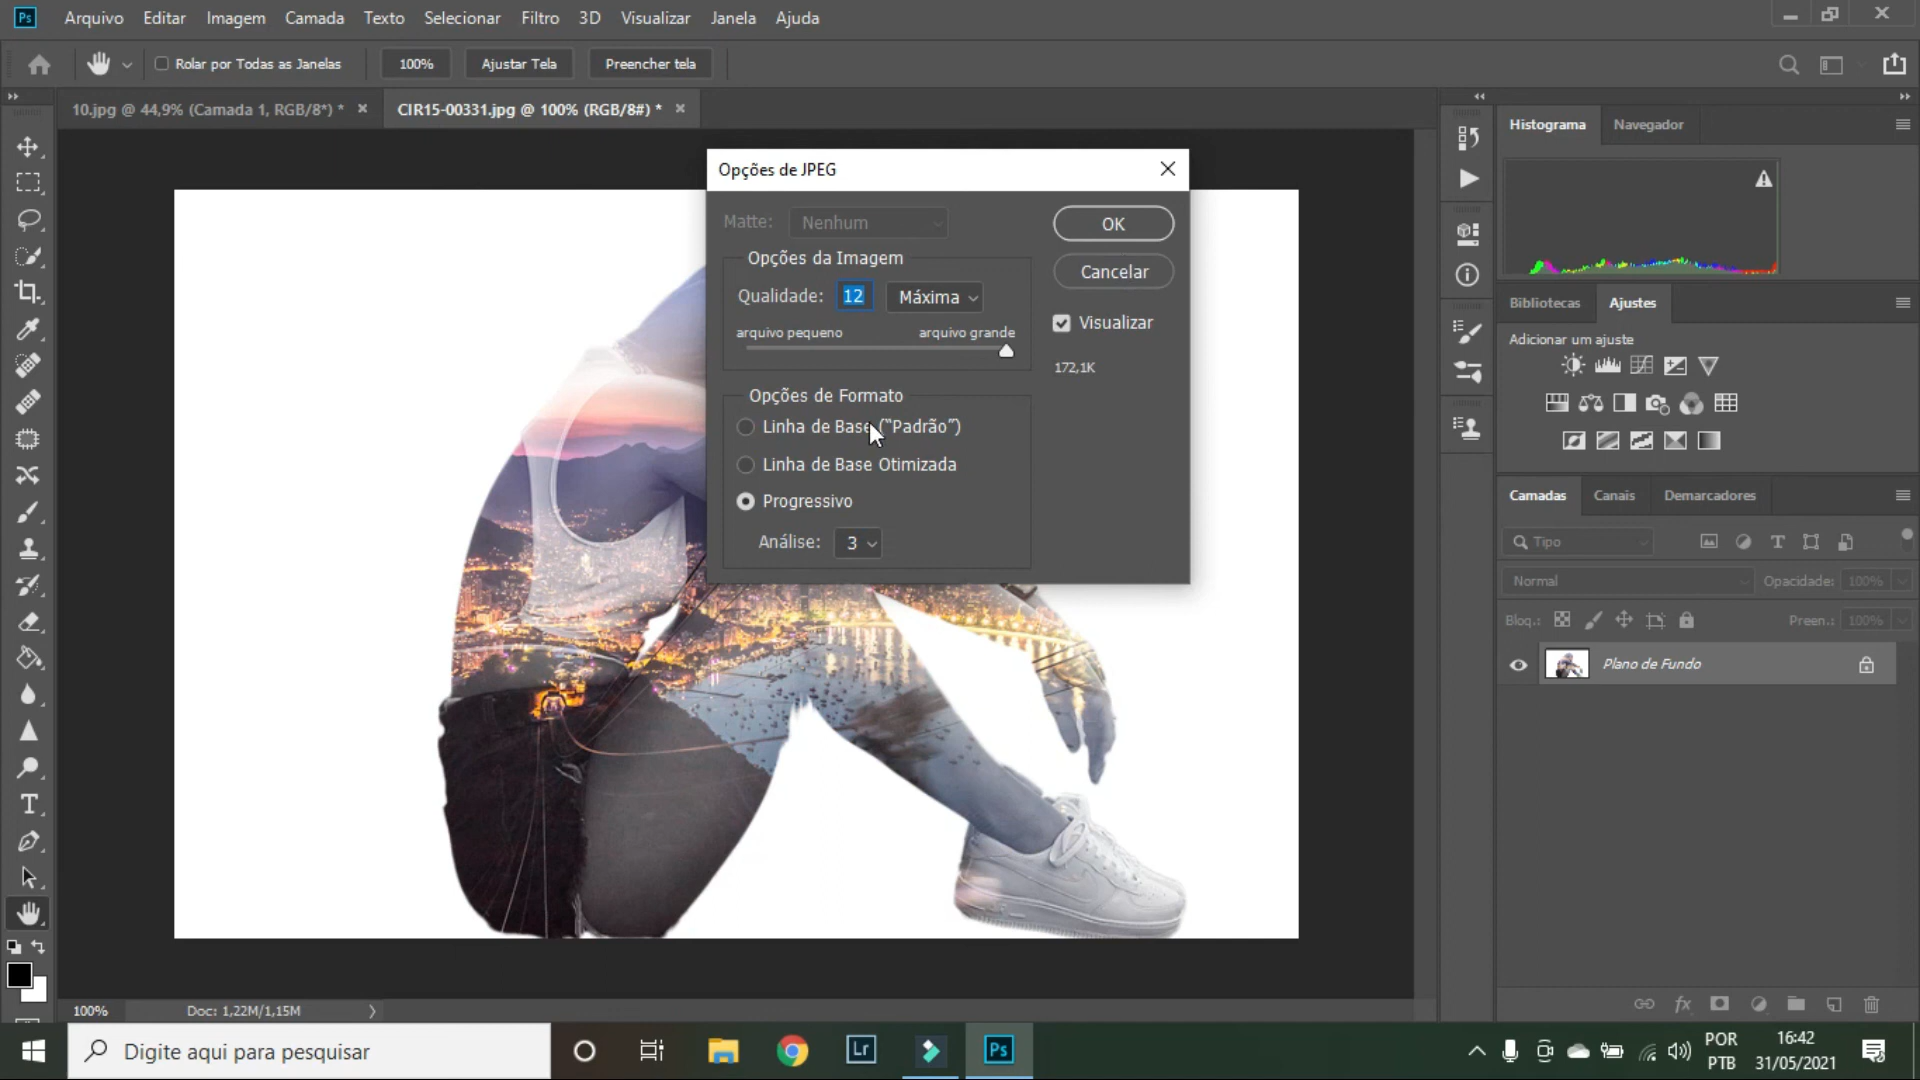 Ps Arquivo Editar Imagem Camada Texto Selecionar Filtro 3D Visualizar Janela Ajuda
Rolar por Todas as Janelas 100% Ajustar Tela Preencher tela
10.jpg @ 44,9% (Camada 1, RGB/8*) * × CIR15-00331.jpg @ 100% (RGB/8#) * ×
Histograma Navegador
Opções de JPEG
Matte: Nenhum
OK
Opções da Imagem
Cancelar
Qualidade: 12 Máxima
Visualizar
arquivo pequeno arquivo grande
172,1K
Opções de Formato
Linha de Base (“Padrão”)
Linha de Base Otimizada
Progressivo
Análise: 3
Bibliotecas Ajustes
Adicionar um ajuste
Camadas Canais Demarcadores
Tipo
Normal Opacidade: 100%
Bloq.: Preen.: 100%
Plano de Fundo
fx
100% Doc: 1,22M/1,15M
Digite aqui para pesquisar
Lr
Ps
POR
PTB
16:42
31/05/2021